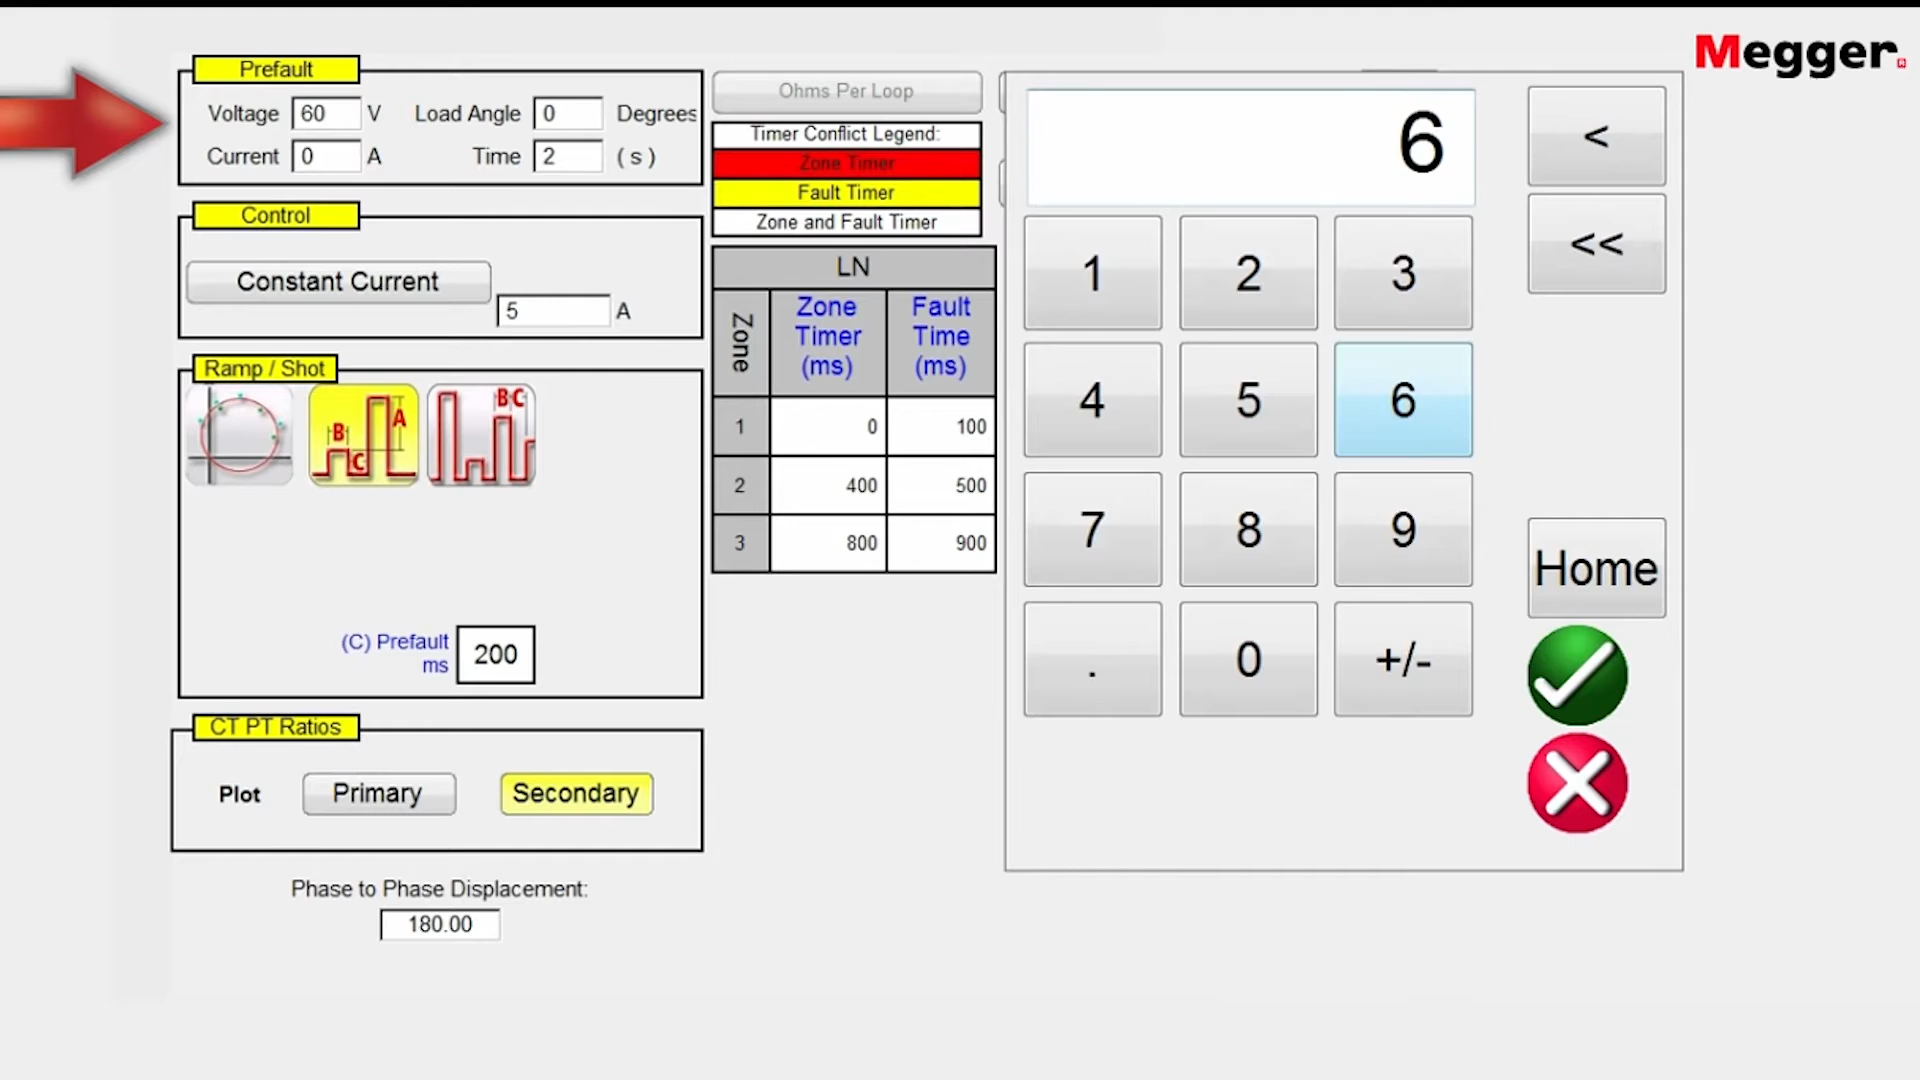 Megger.
Prefault
Voltage 60 V Load Angle 0 Degrees
Current 0 A Time 2 (s)
Control
Constant Current
5 A
Ramp / Shot
B C A
B C
(C) Prefault
ms
200
CT PT Ratios
Plot Primary Secondary
Phase to Phase Displacement:
180.00
Ohms Per Loop
Timer Conflict Legend:
Zone Timer
Fault Timer
Zone and Fault Timer
LN
Zone
Zone
Timer
(ms)
Fault
Time
(ms)
1 0 100
2 400 500
3 800 900
6
<
<<
1 2 3
4 5 6
7 8 9
. 0 +/-
Home